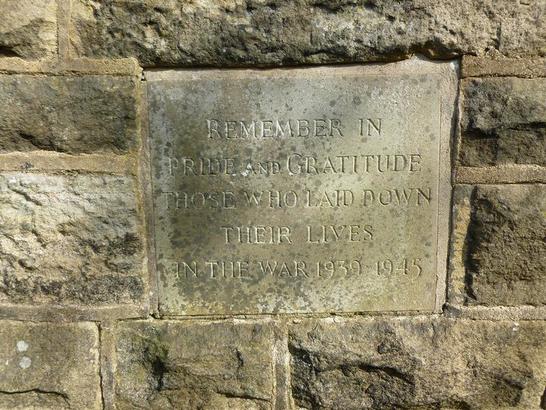 REMEMBER IN
PRIDE AND GRATITUDE
THOSE WHO LAID DOWN
THEIR LIVES
IN THE WAR 1939-1945